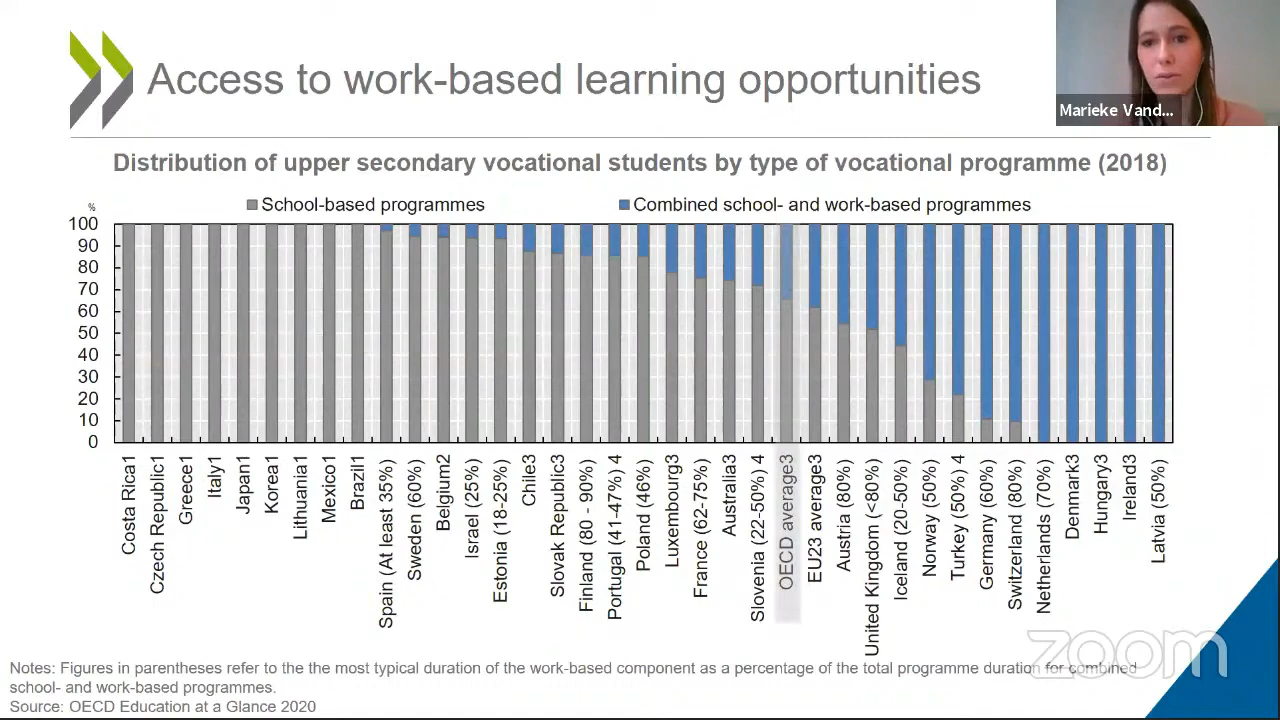 Access to work-based learning opportunities
Marieke Vand...
Distribution of upper secondary vocational students by type of vocational programme (2018)
School-based programmes
Combined school- and work-based programmes
%
100
90
80
70
60
50
40
30
20
10
0
Costa Rica1
Czech Republic1
Greece1
Italy1
Japan1
Korea1
Lithuania1
Mexico1
Brazil1
Spain (At least 35%)
Sweden (60%)
Belgium2
Israel (25%)
Estonia (18-25%)
Chile3
Slovak Republic3
Finland (80 - 90%)
Portugal (41-47%) 4
Poland (46%)
Luxembourg3
France (62-75%)
Australia3
Slovenia (22-50%) 4
OECD average3
EU23 average3
Austria (80%)
United Kingdom (<80%)
Iceland (20-50%)
Norway (50%)
Turkey (50%) 4
Germany (60%)
Switzerland (80%)
Netherlands (70%)
Denmark3
Hungary3
Ireland3
Latvia (50%)
zoom
Notes: Figures in parentheses refer to the the most typical duration of the work-based component as a percentage of the total programme duration for combined
school- and work-based programmes.
Source: OECD Education at a Glance 2020